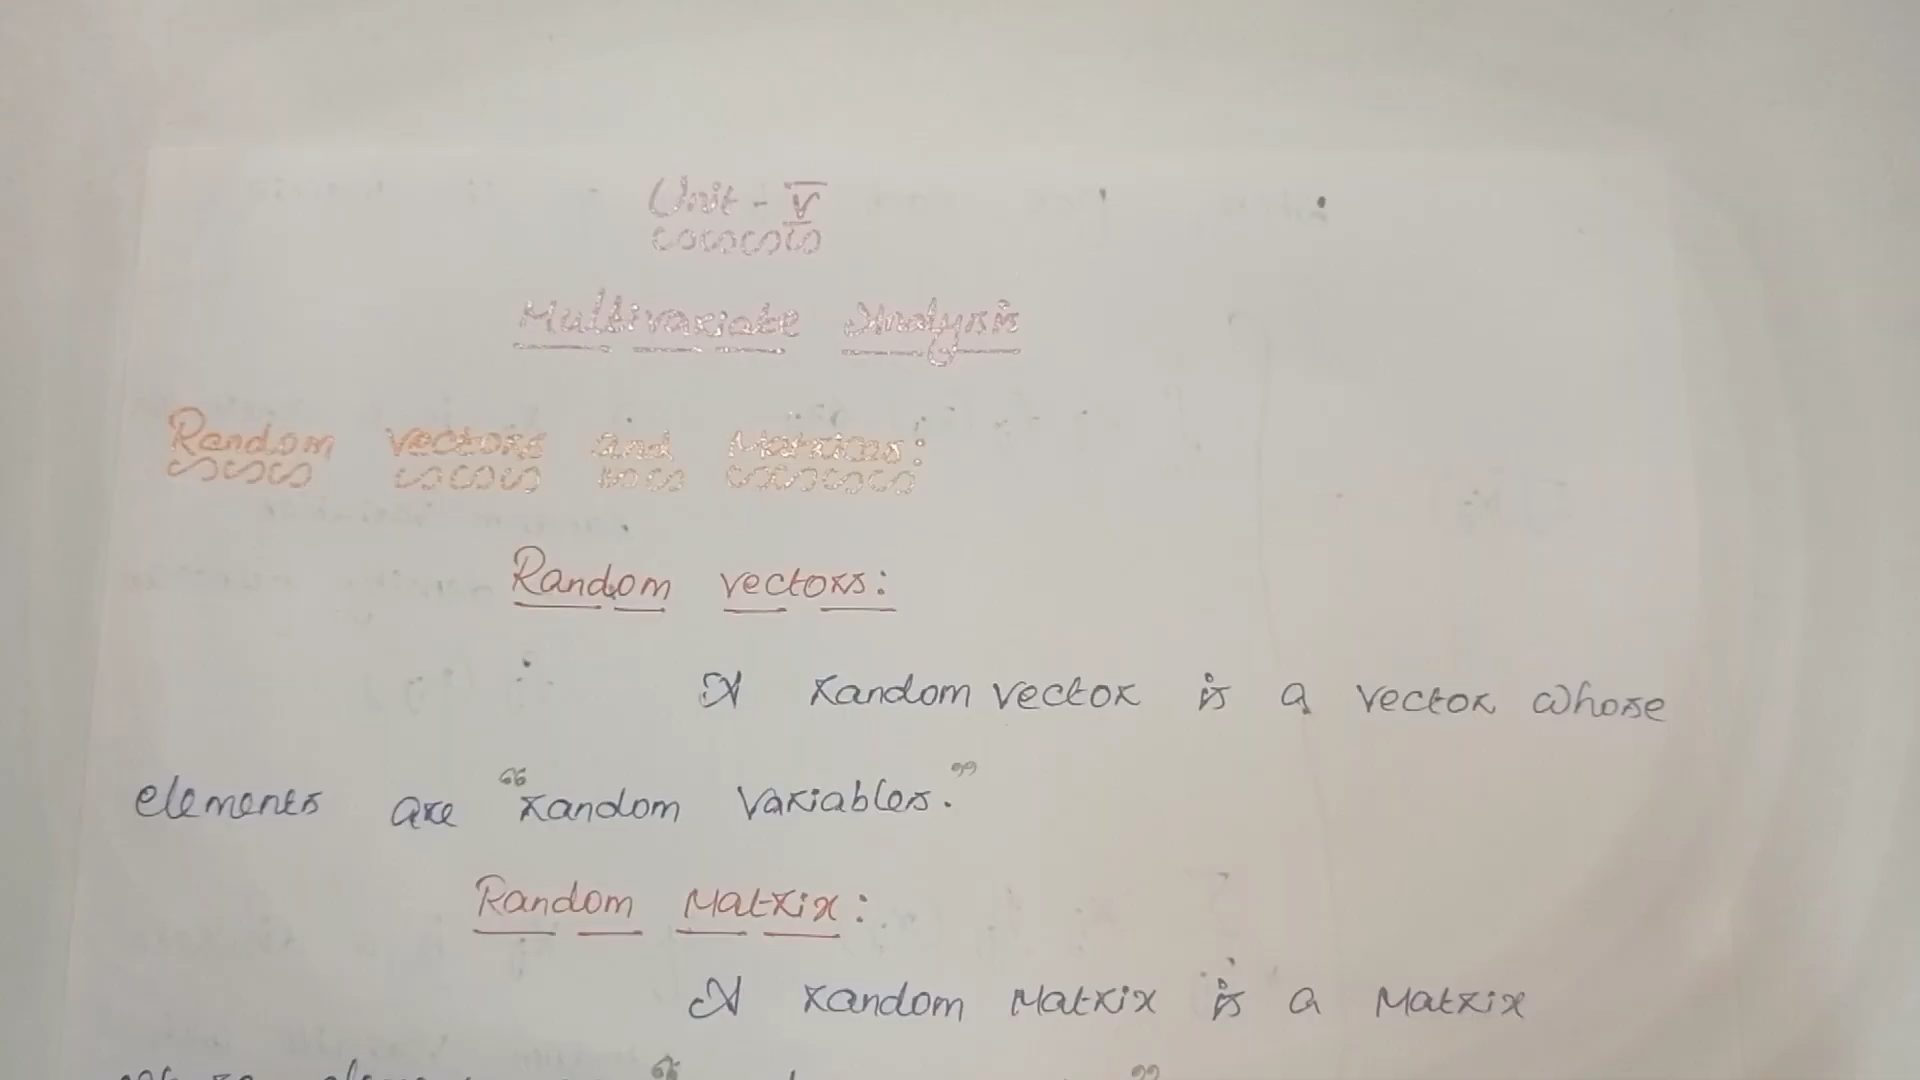 Unit - V
Multivariate Analysis
Random vectors and Matrices:
Random vectors:
A random vector is a vector whose
elements are "random variables."
Random Matrix:
A random Matrix is a Matrix